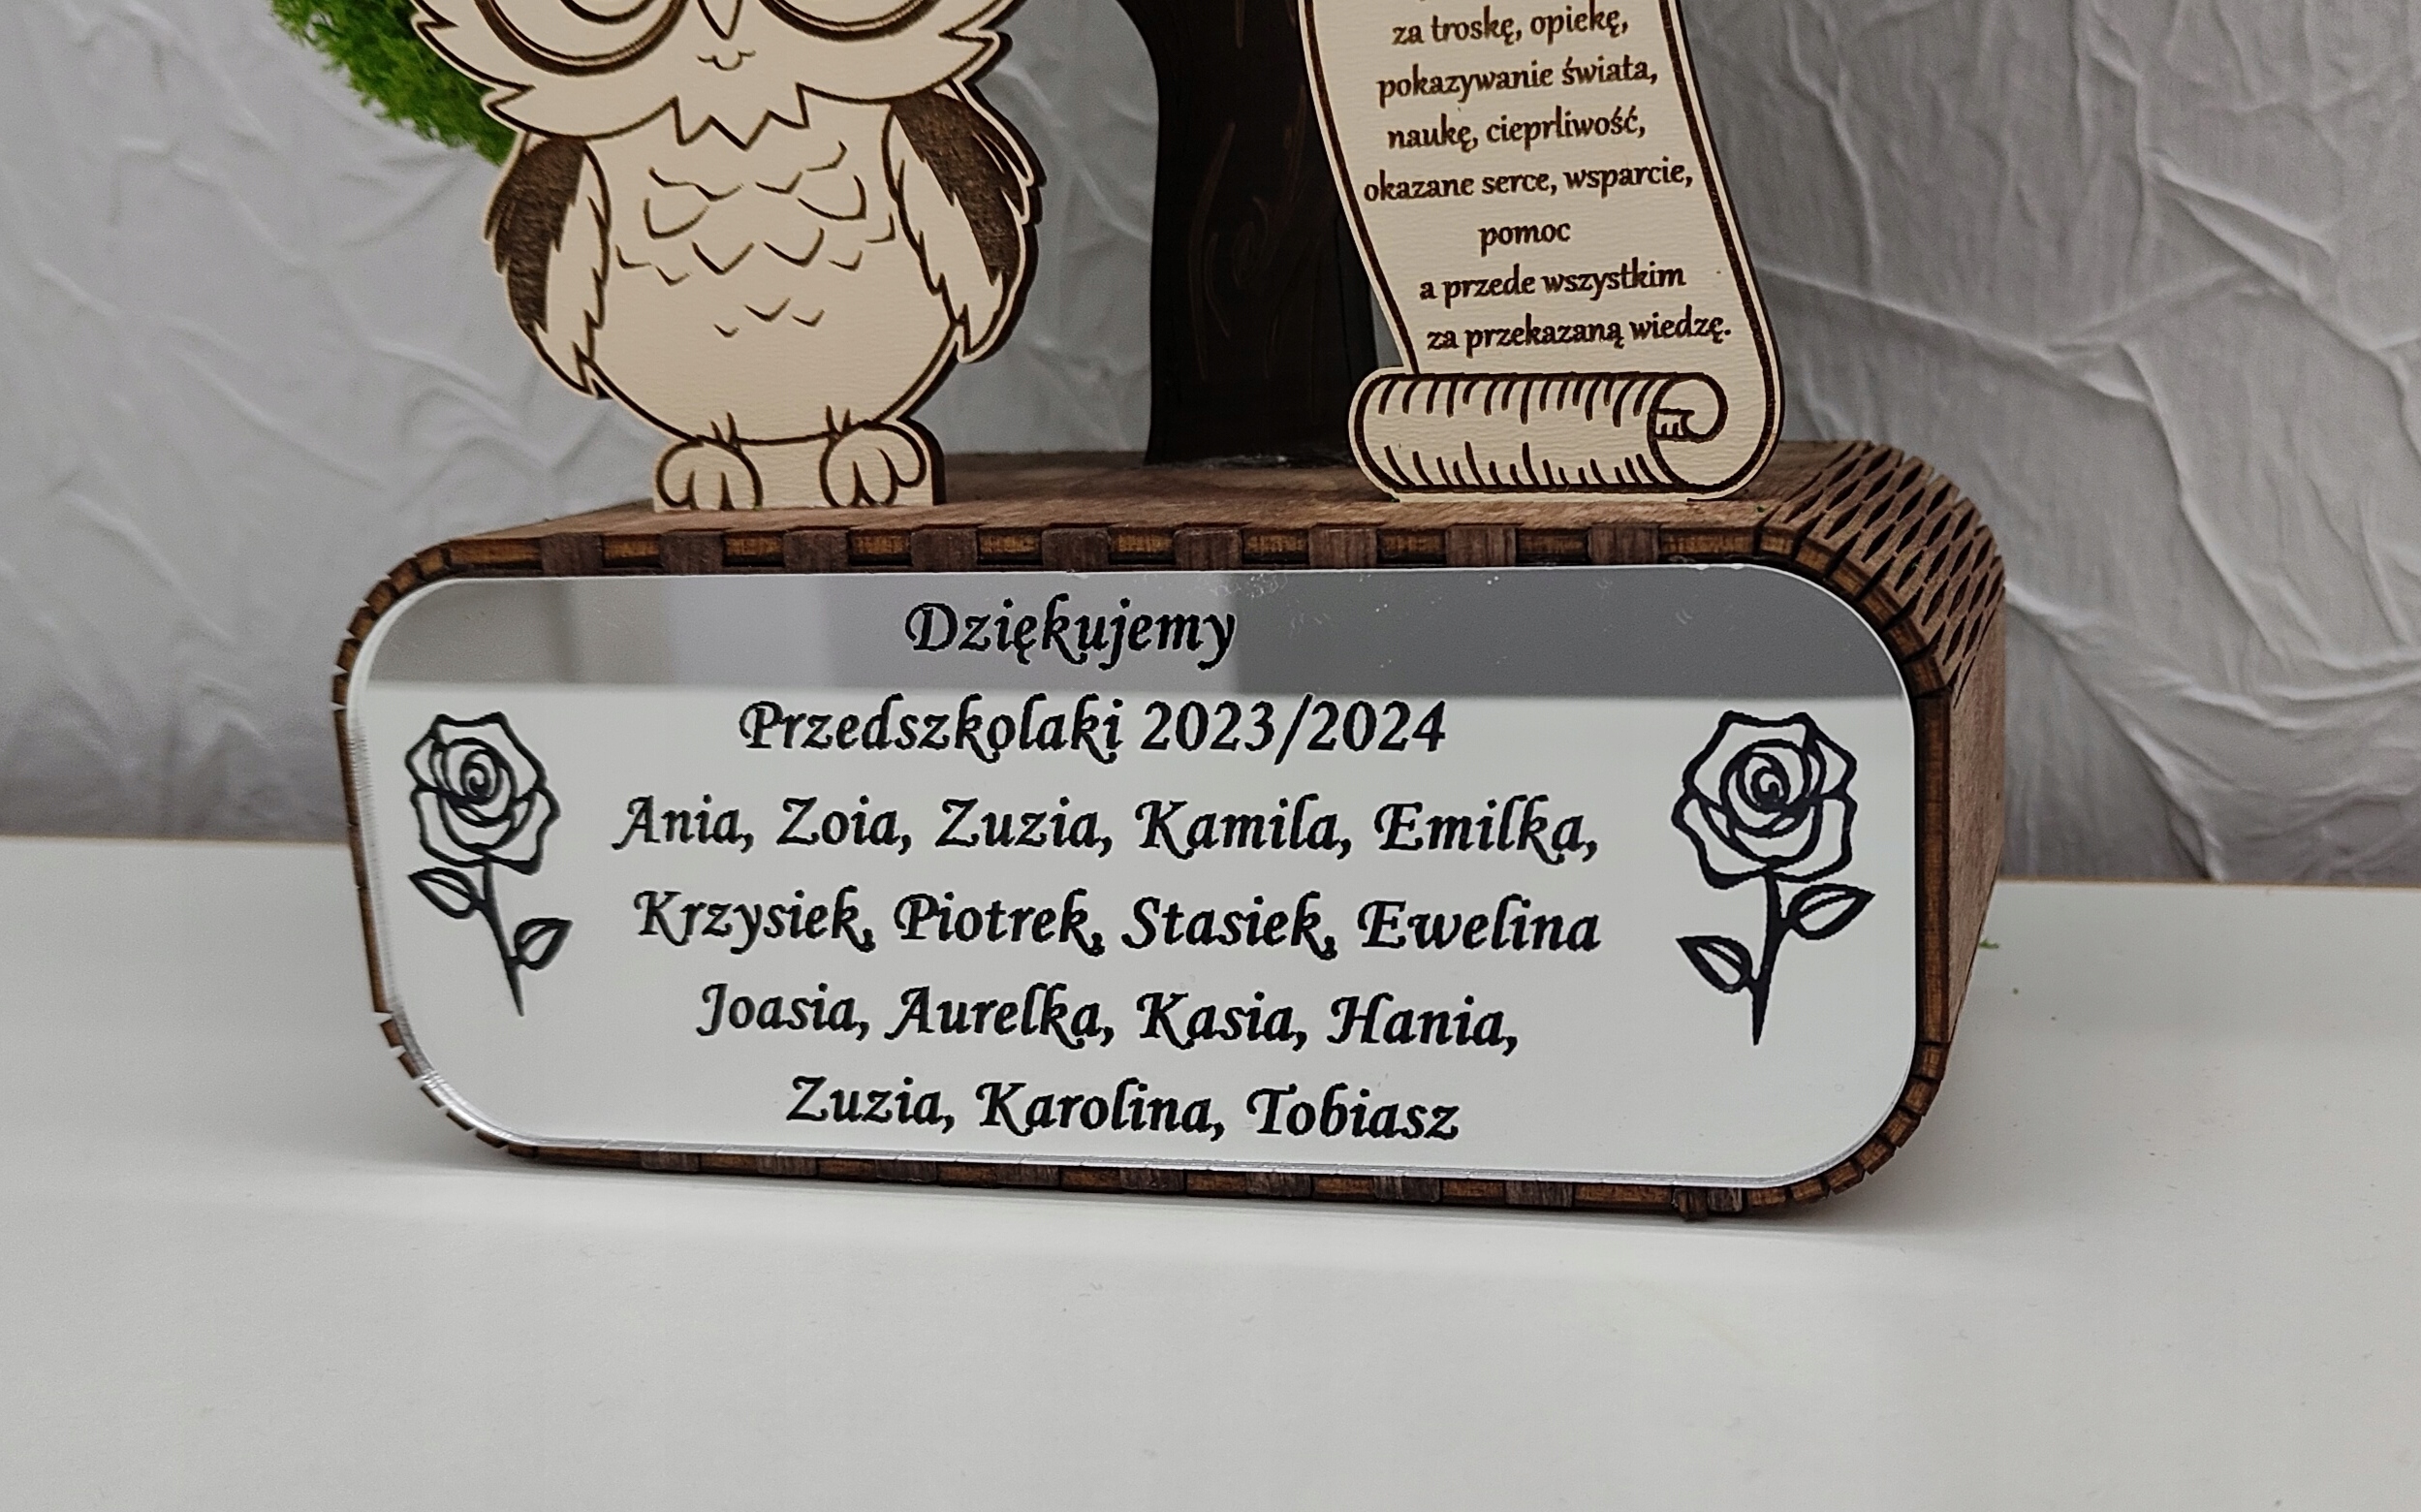 za troskę, opiekę,
pokazywanie świata,
naukę, cieprliwość,
okazane serce, wsparcie,
pomoc
a przede wszystkim
za przekazaną wiedzę.
Dziękujemy
Przedszkolaki 2023/2024
Ania, Zoia, Zuzia, Kamila, Emilka,
Krzysiek, Piotrek, Stasiek, Ewelina
Joasia, Aurelka, Kasia, Hania,
Zuzia, Karolina, Tobiasz